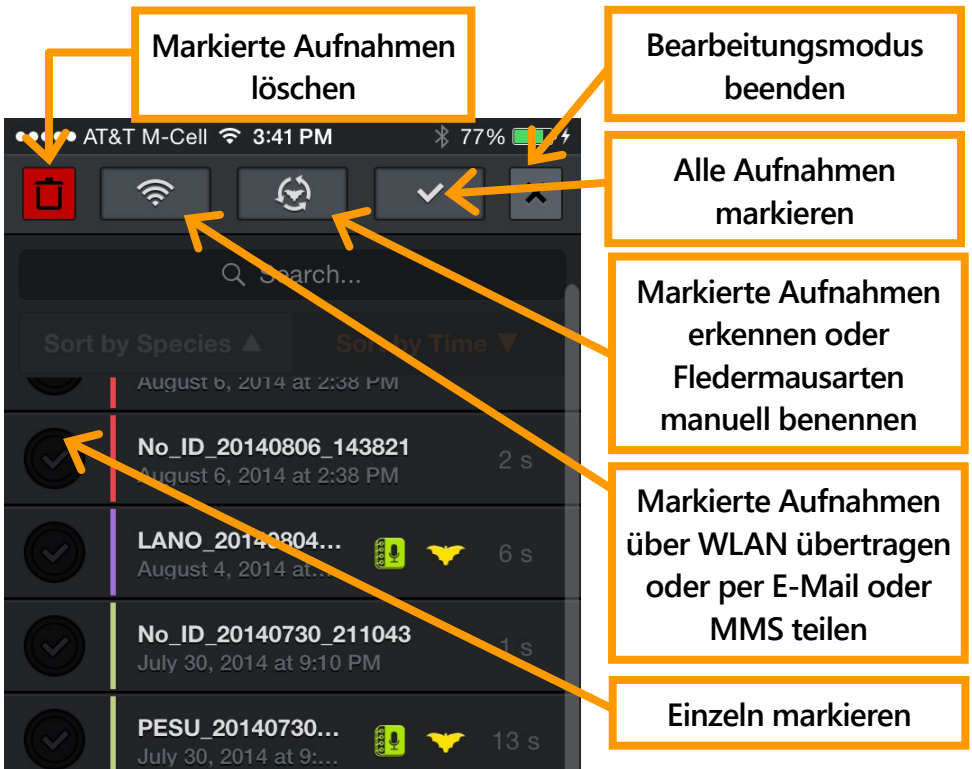 Markierte Aufnahmen
löschen
Bearbeitungsmodus
beenden
AT&T M-Cell 3:41 PM 77%
Alle Aufnahmen
markieren
Search...
Markierte Aufnahmen
erkennen oder
Fledermausarten
manuell benennen
Sort by Species ▲ Sort by Time ▼
August 6, 2014 at 2:38 PM
No_ID_20140806_143821
August 6, 2014 at 2:38 PM
2 s
Markierte Aufnahmen
über WLAN übertragen
oder per E-Mail oder
MMS teilen
LANO_20140804...
August 4, 2014 at...
6 s
No_ID_20140730_211043
July 30, 2014 at 9:10 PM
1 s
Einzeln markieren
PESU_20140730...
July 30, 2014 at 9:...
13 s